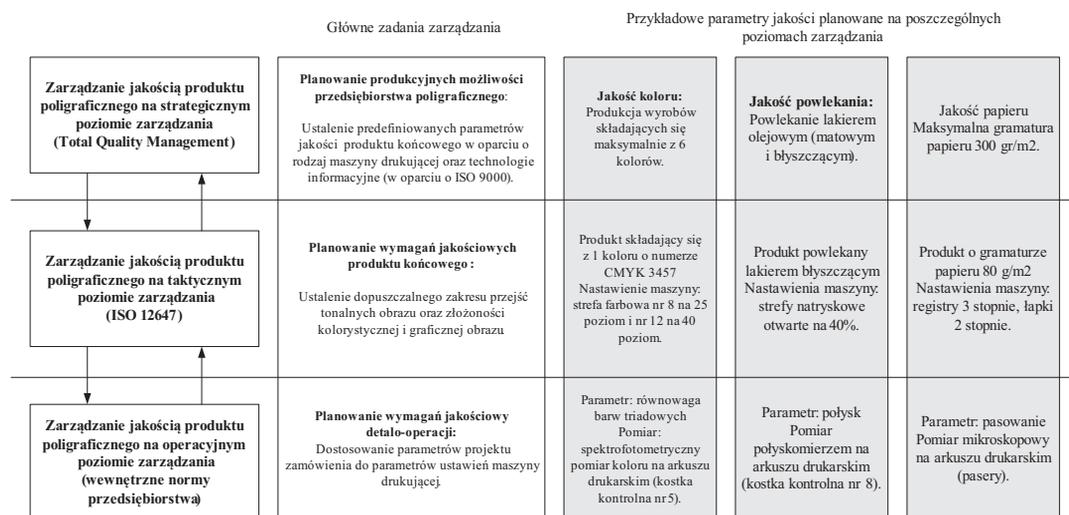 Główne zadania zarządzania
Przykładowe parametry jakości planowane na poszczególnych
poziomach zarządzania
Zarządzanie jakością produktu
poligraficznego na strategicznym
poziomie zarządzania
(Total Quality Management)
Planowanie produkcyjnych możliwości
przedsiębiorstwa poligraficznego:
Ustalenie predefiniowanych parametrów
jakości produktu końcowego w oparciu o
rodzaj maszyny drukującej oraz technologie
informacyjne (w oparciu o ISO 9000).
Jakość koloru:
Produkcja wyrobów
składających się
maksymalnie z 6
kolorów.
Jakość powlekania:
Powlekanie lakierem
olejowym (matowym
i błyszczącym).
Jakość papieru
Maksymalna gramatura
papieru 300 gr/m2.
Zarządzanie jakością produktu
poligraficznego na taktycznym
poziomie zarządzania
(ISO 12647)
Planowanie wymagań jakościowych
produktu końcowego :
Ustalenie dopuszczalnego zakresu przejść
tonalnych obrazu oraz złożoności
kolorystycznej i graficznej obrazu
Produkt składający się
z 1 koloru o numerze
CMYK 3457
Nastawienie maszyny:
strefa farbowa nr 8 na 25
poziom i nr 12 na 40
poziom.
Produkt powlekany
lakierem błyszczącym
Nastawienia maszyny:
strefy natryskowe
otwarte na 40%.
Produkt o gramaturze
papieru 80 g/m2
Nastawienia maszyny:
registry 3 stopnie, łapki
2 stopnie.
Zarządzanie jakością produktu
poligraficznego na operacyjnym
poziomie zarządzania
(wewnętrzne normy
przedsiębiorstwa)
Planowanie wymagań jakościowy
detalo-operacji:
Dostosowanie parametrów projektu
zamówienia do parametrów ustawień maszyny
drukującej.
Parametr: równowaga
barw triadowych
Pomiar:
spektrofotometryczny
pomiar koloru na arkuszu
drukarskim (kostka
kontrolna nr 5).
Parametr: połysk
Pomiar
połyskomierzem na
arkuszu drukarskim
(kostka kontrolna nr 8).
Parametr: pasowanie
Pomiar mikroskopowy
na arkuszu drukarskim
(pasery).